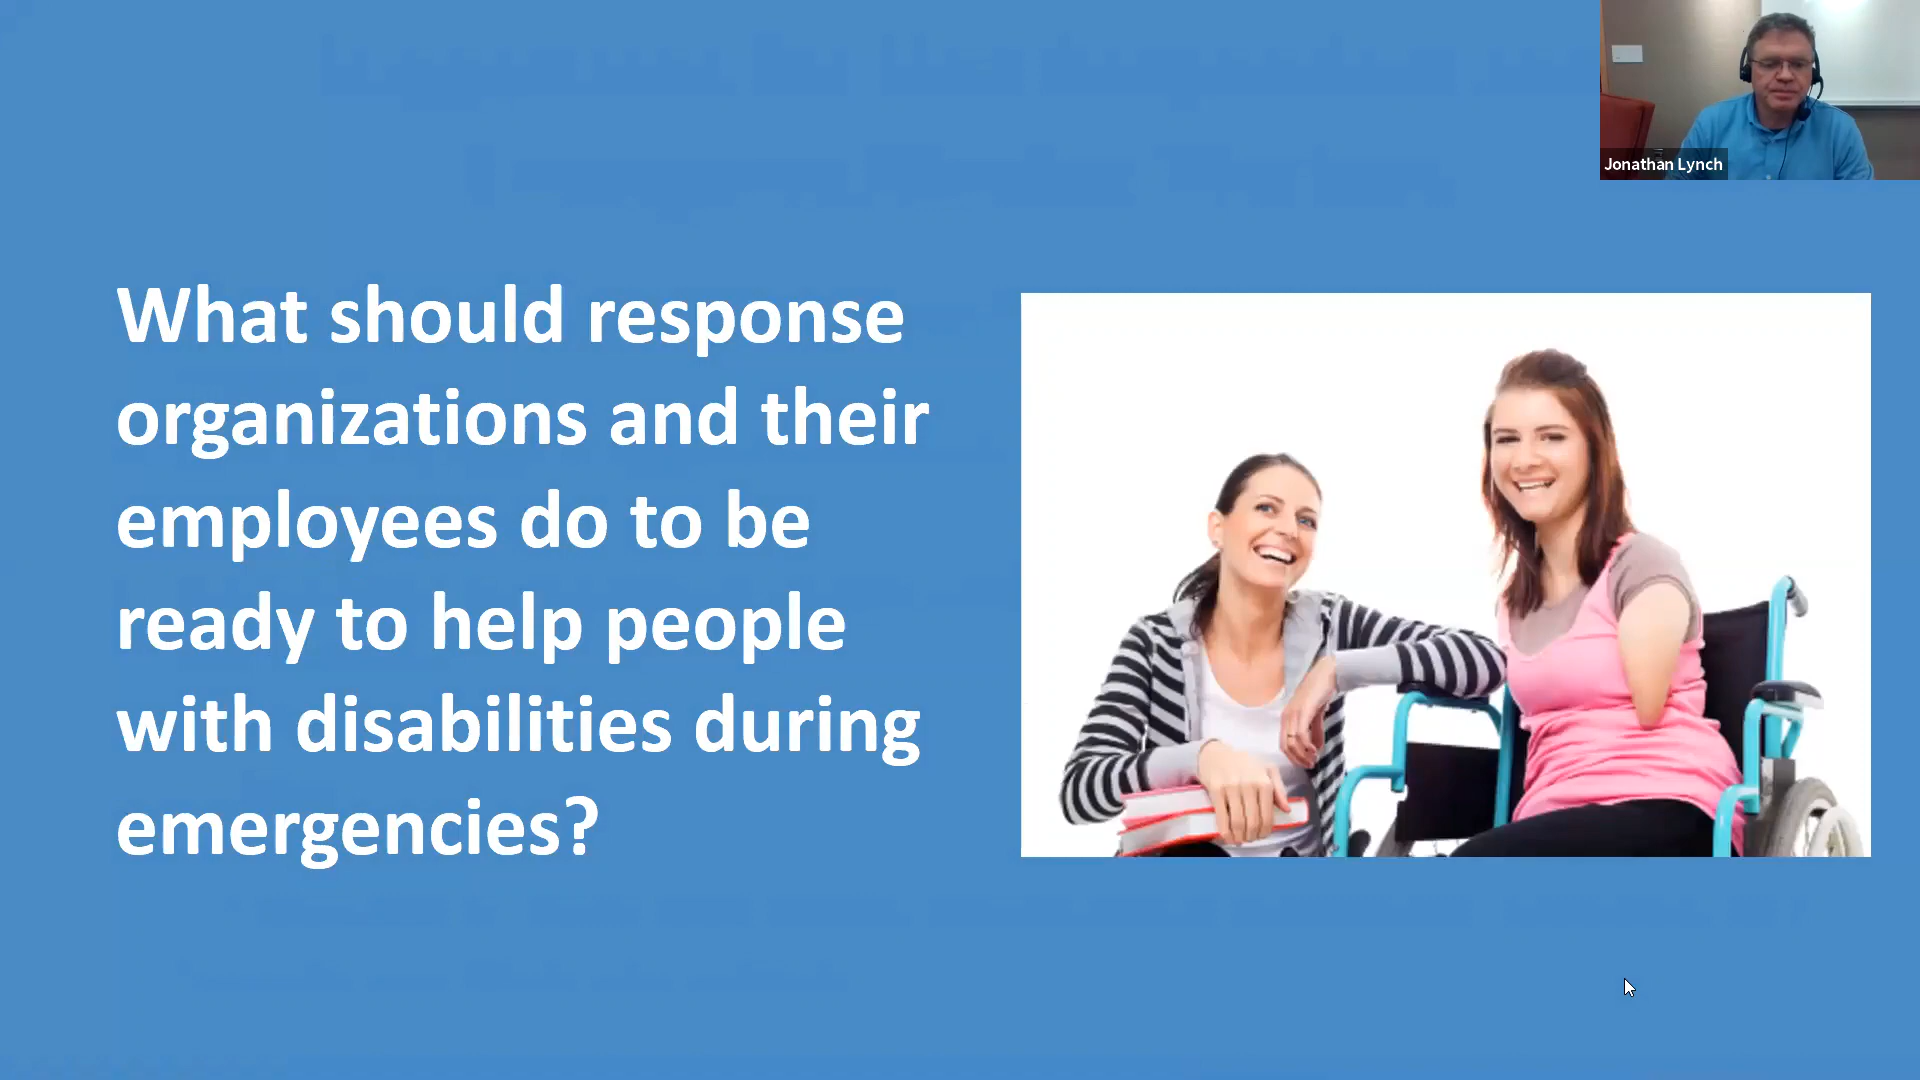 Jonathan Lynch
What should response
organizations and their
employees do to be
ready to help people
with disabilities during
emergencies?